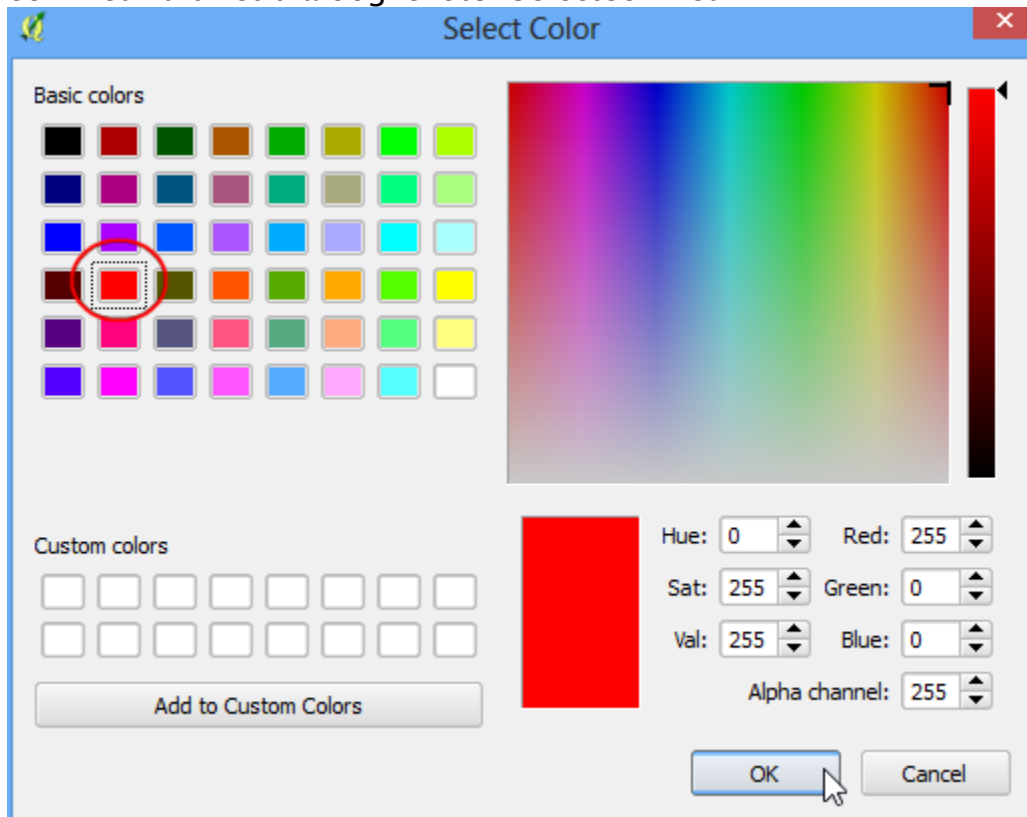 Select Color
Basic colors
Custom colors
Add to Custom Colors
Hue: 0 Red: 255
Sat: 255 Green: 0
Val: 255 Blue: 0
Alpha channel: 255
OK Cancel